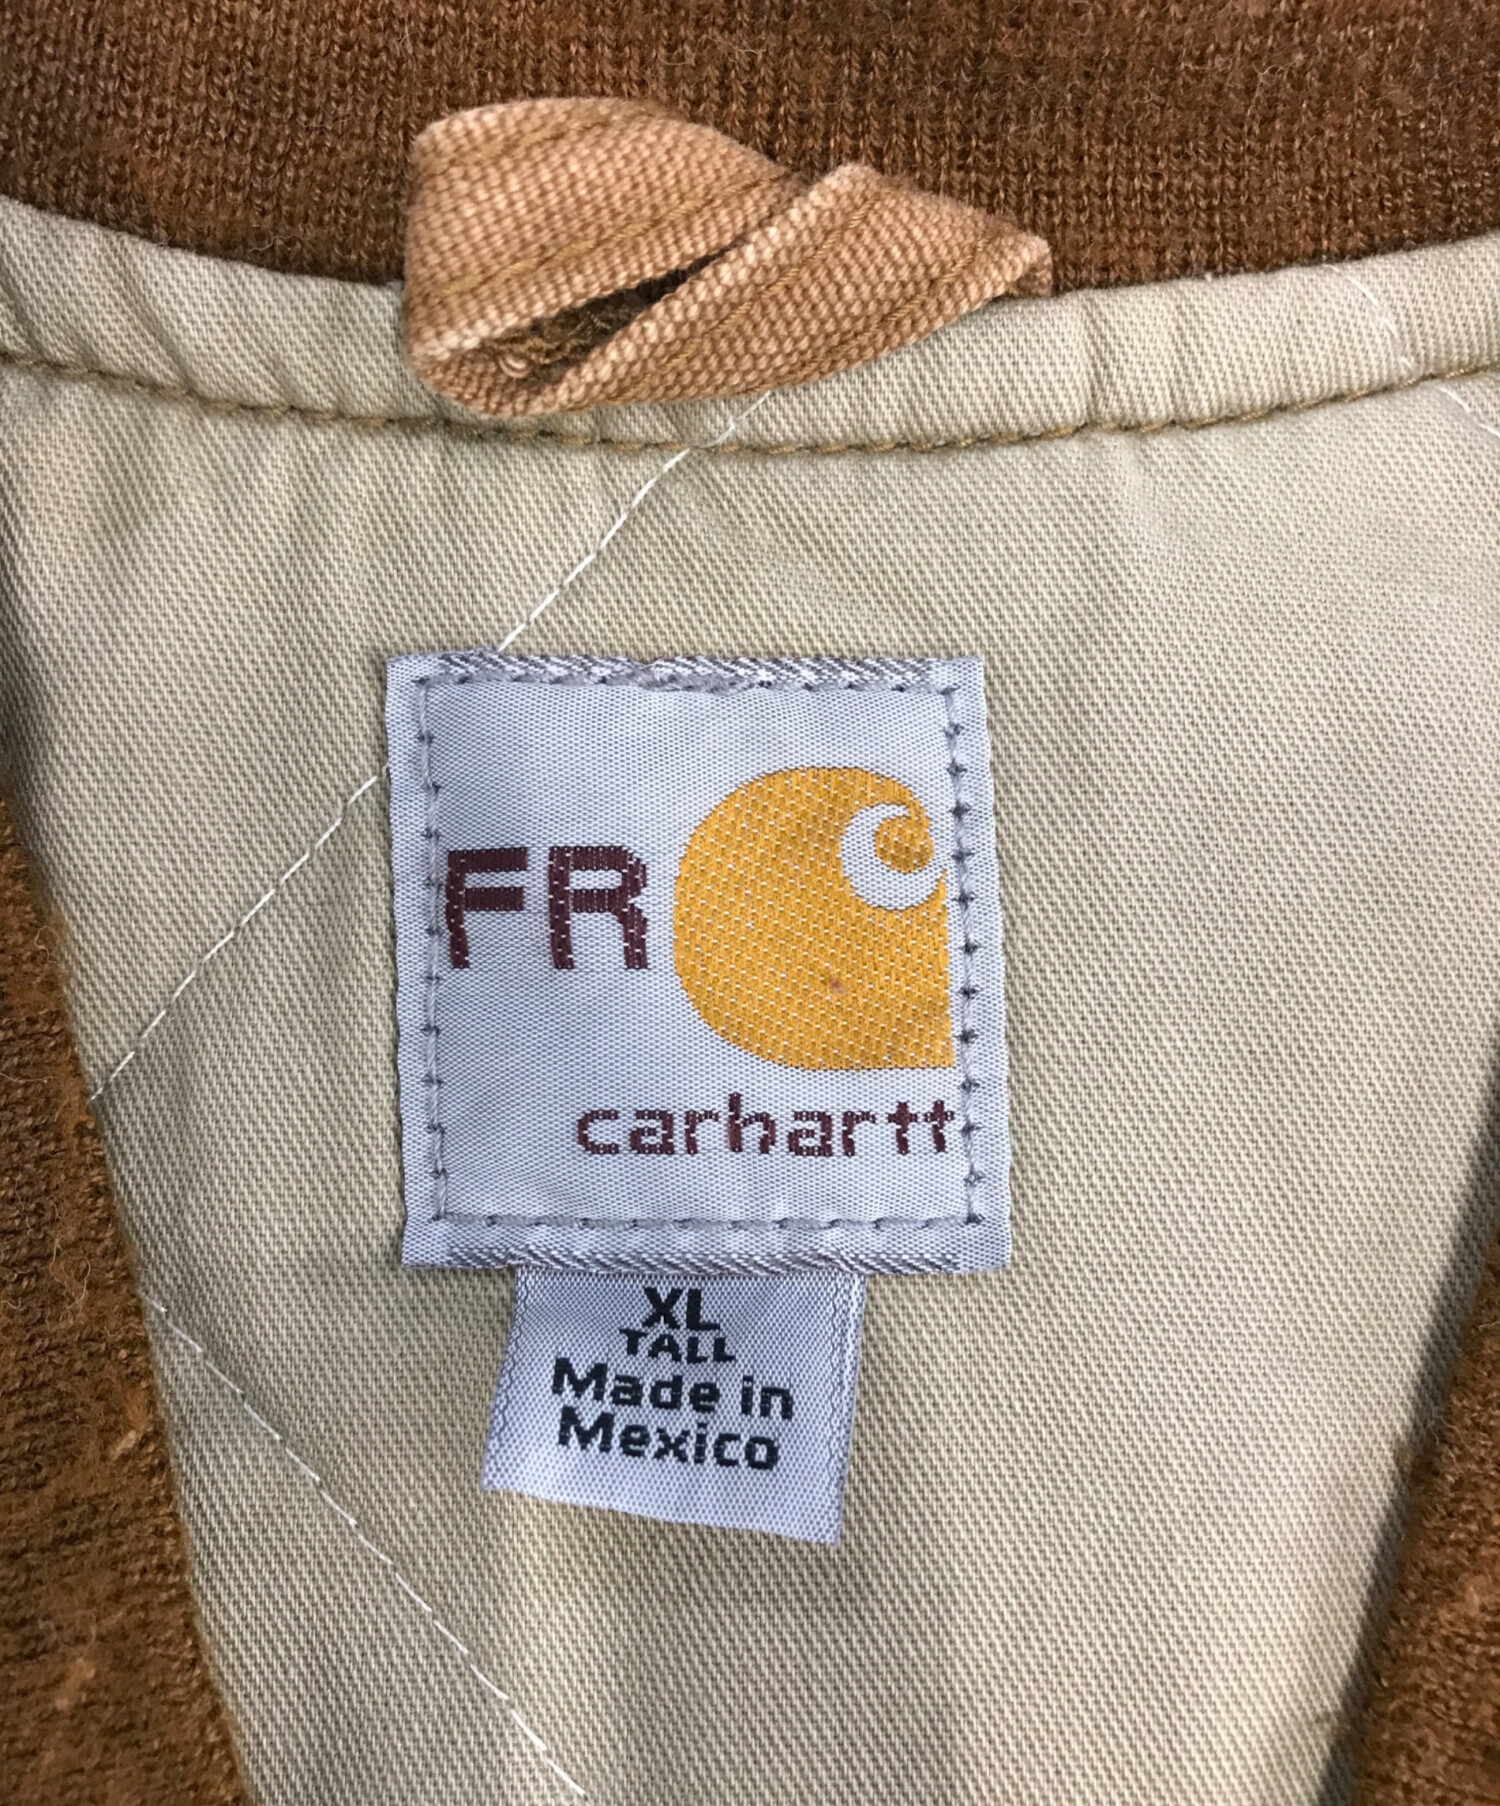 FR
carhartt
XL
TALL
Made in
Mexico